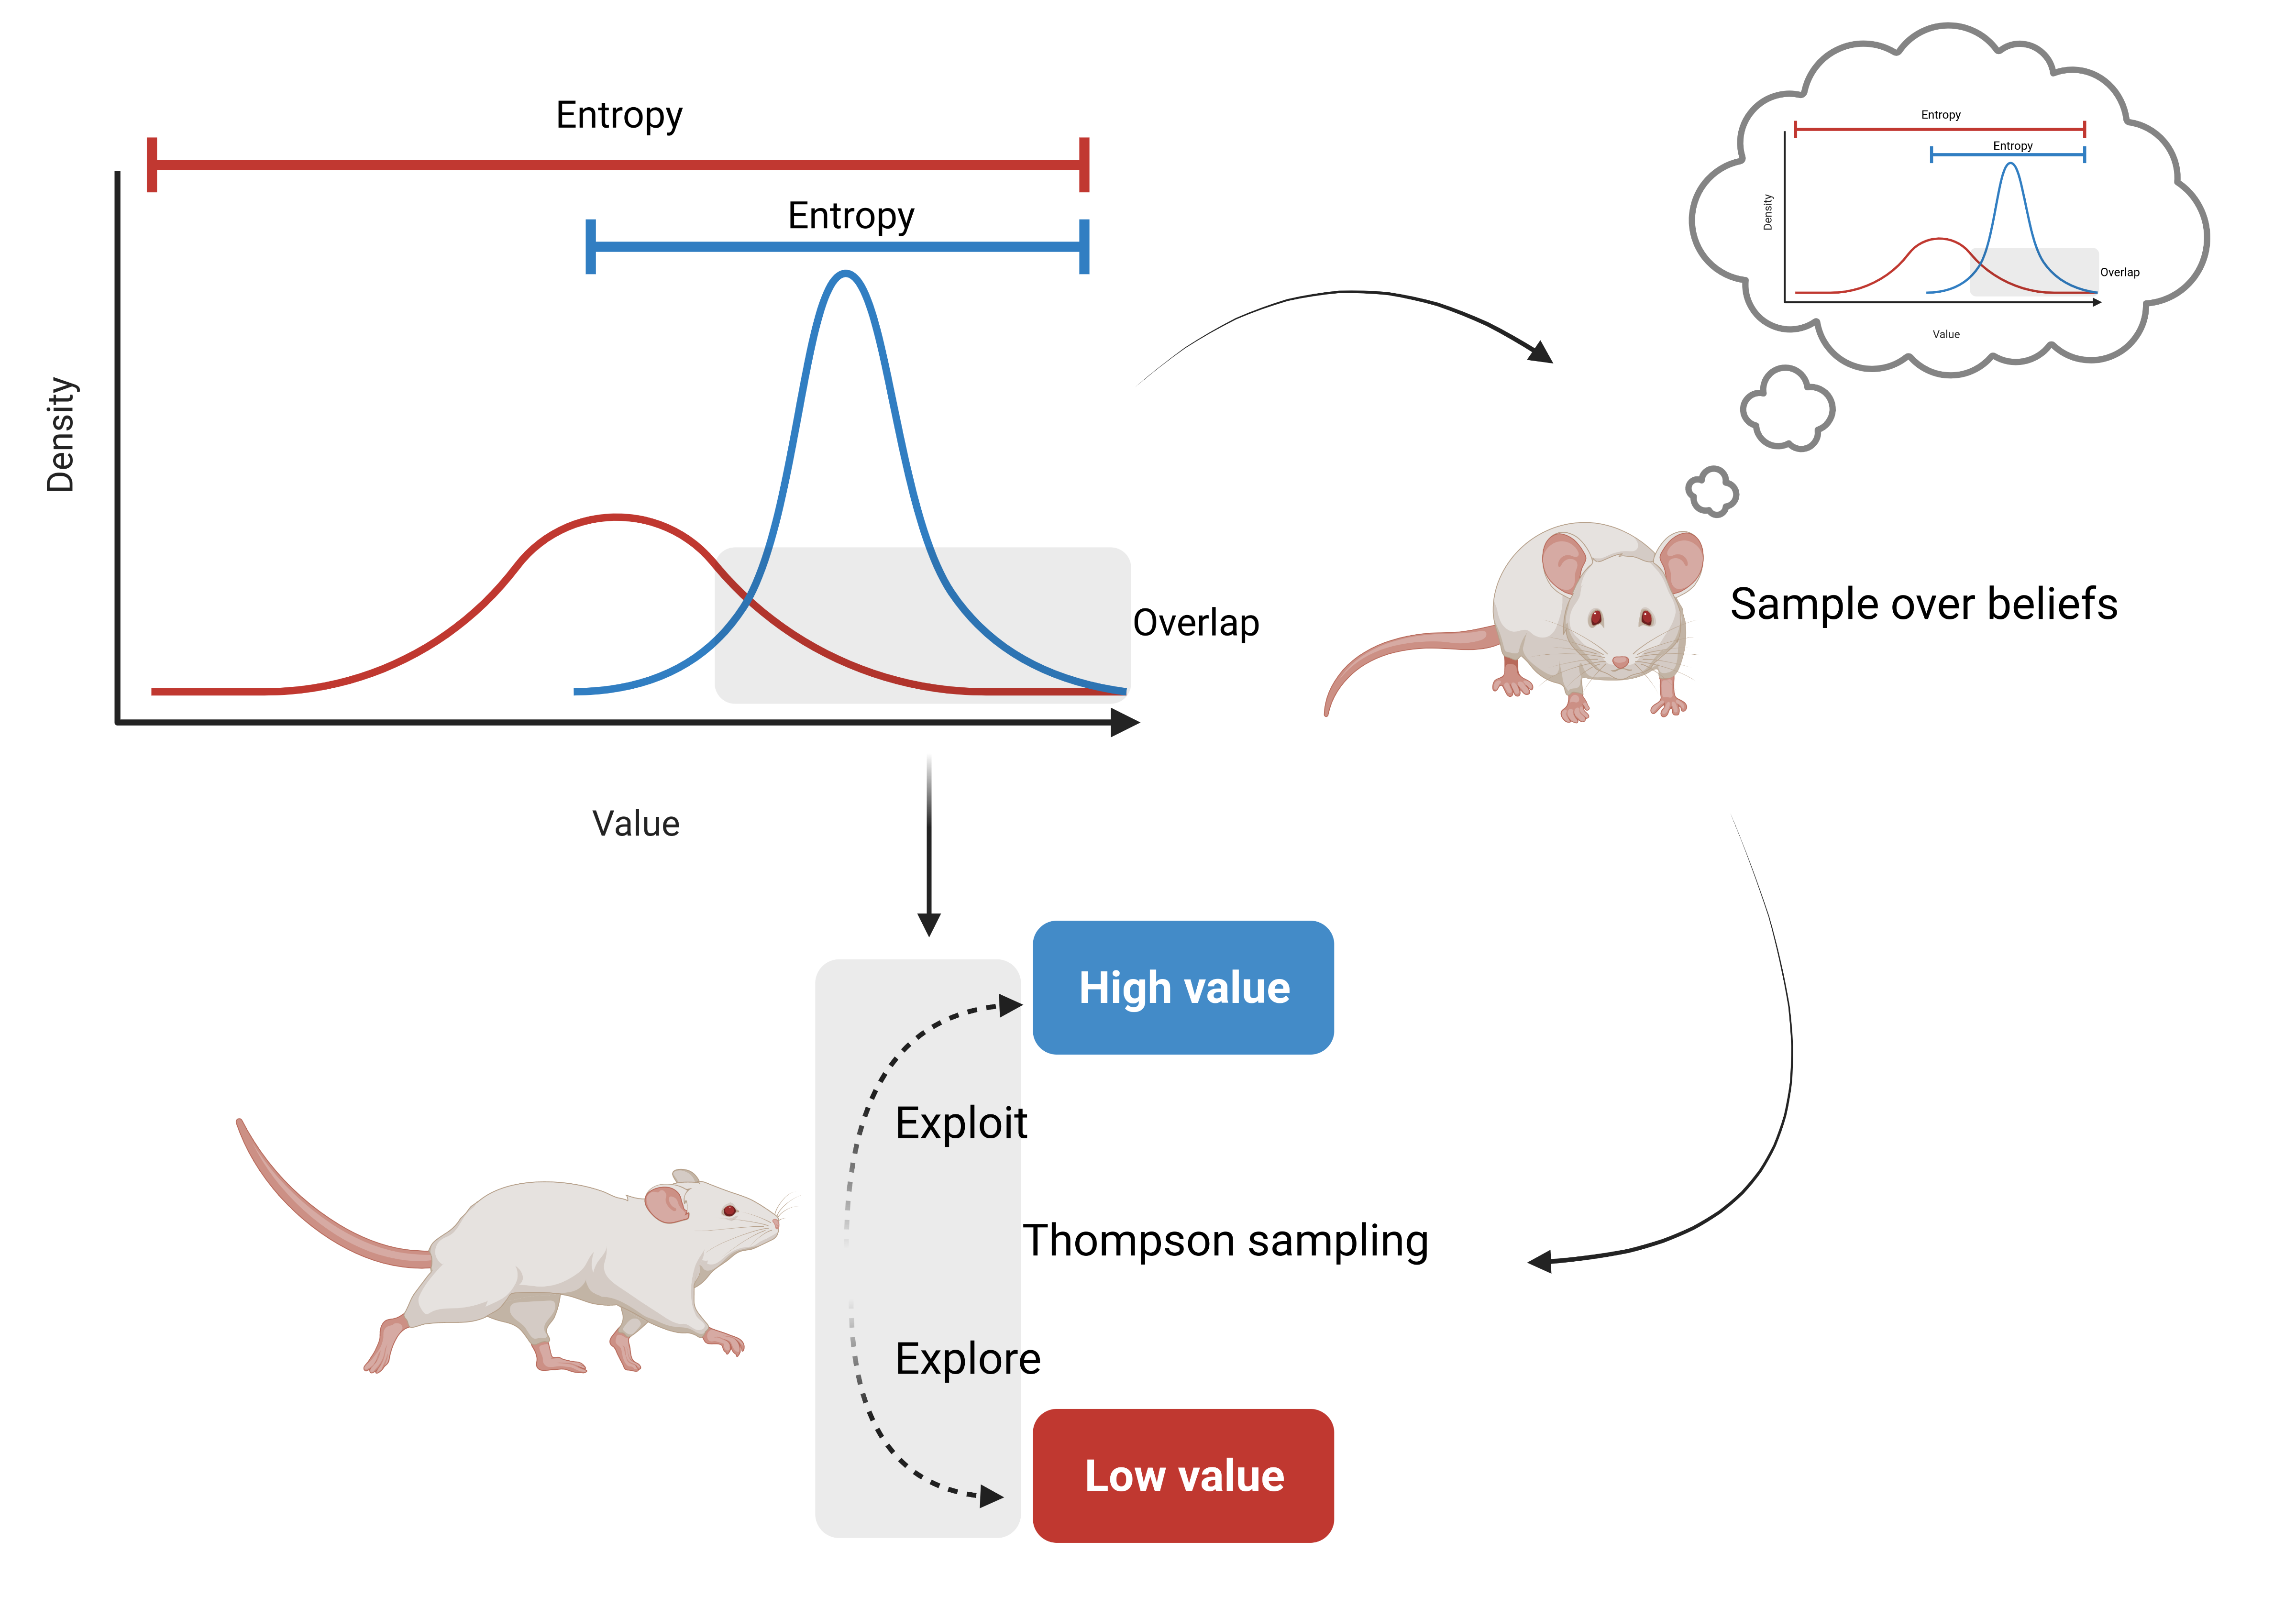 Entropy
Entropy
Density
Overlap
Value
Entropy
Entropy
Density
Overlap
Value
Sample over beliefs
High value
Exploit
Thompson sampling
Explore
Low value